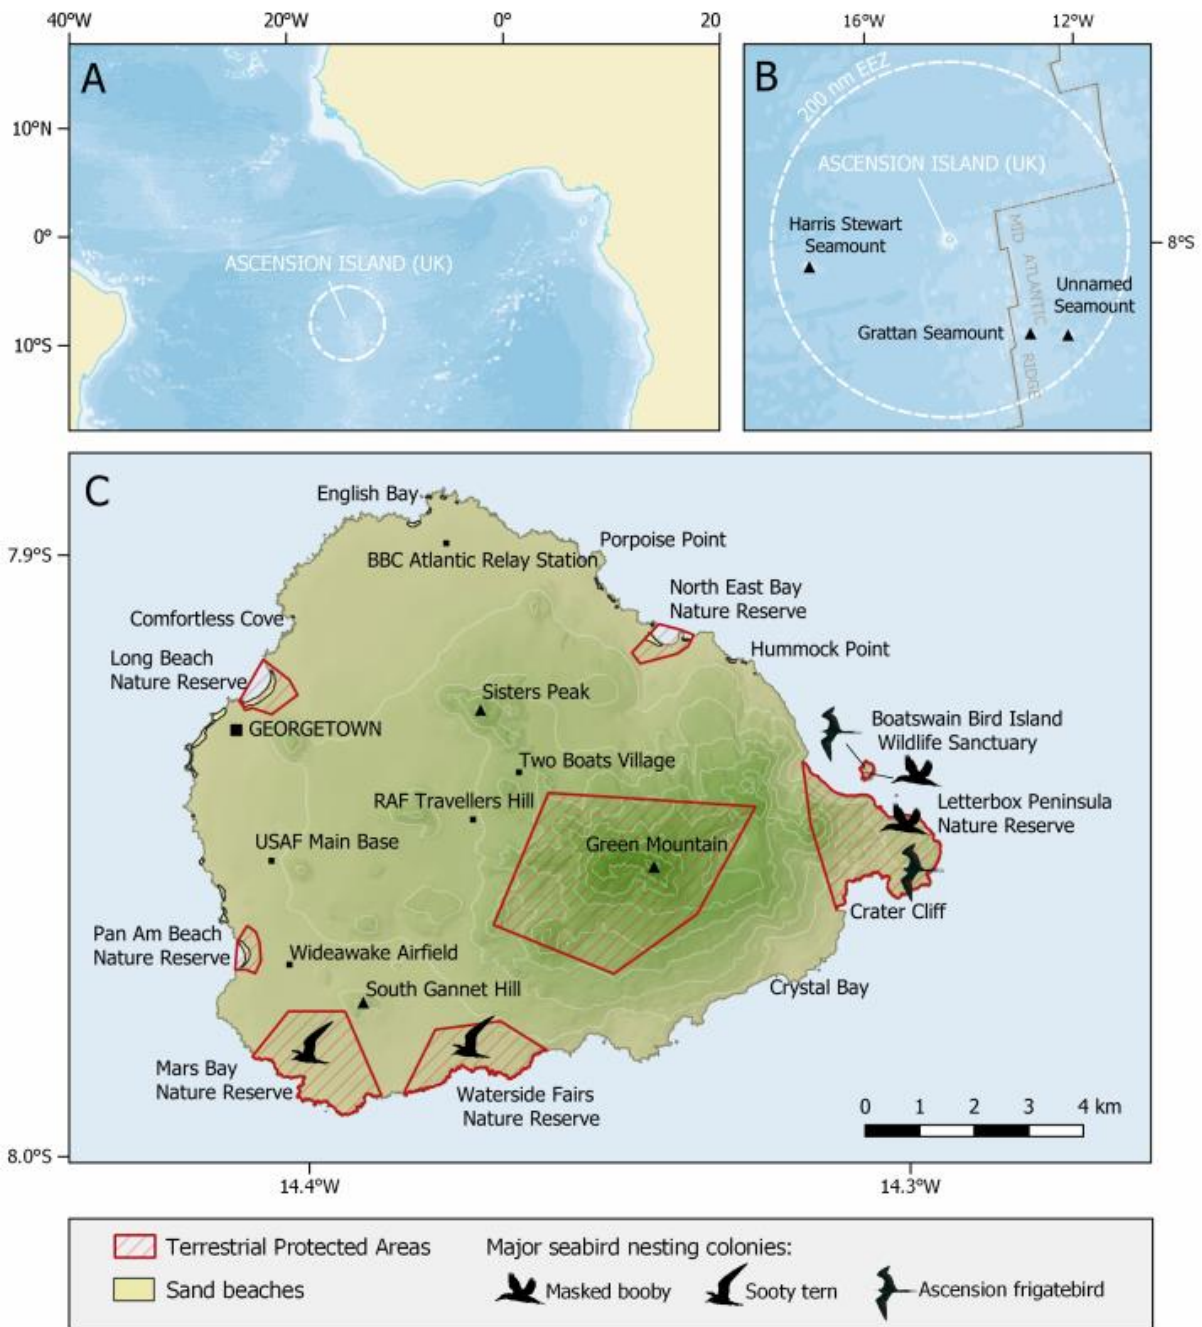 40°W 20°W 0° 20 16°W 12°W
A
10°N
0°
10°S
ASCENSION ISLAND (UK)
B
200 nm EEZ
ASCENSION ISLAND (UK)
Harris Stewart
Seamount
8°S
MID ATLANTIC RIDGE
Unnamed
Seamount
Grattan Seamount
C
7.9°S
English Bay
BBC Atlantic Relay Station
Porpoise Point
North East Bay
Nature Reserve
Comfortless Cove
Hummock Point
Long Beach
Nature Reserve
Sisters Peak
GEORGETOWN
Boatswain Bird Island
Wildlife Sanctuary
Two Boats Village
RAF Travellers Hill
Letterbox Peninsula
Nature Reserve
USAF Main Base
Green Mountain
Crater Cliff
Pan Am Beach
Nature Reserve
Wideawake Airfield
South Gannet Hill
Crystal Bay
Mars Bay
Nature Reserve
Waterside Fairs
Nature Reserve
0 1 2 3 4 km
8.0°S
14.4°W 14.3°W
Terrestrial Protected Areas
Sand beaches
Major seabird nesting colonies:
Masked booby Sooty tern Ascension frigatebird